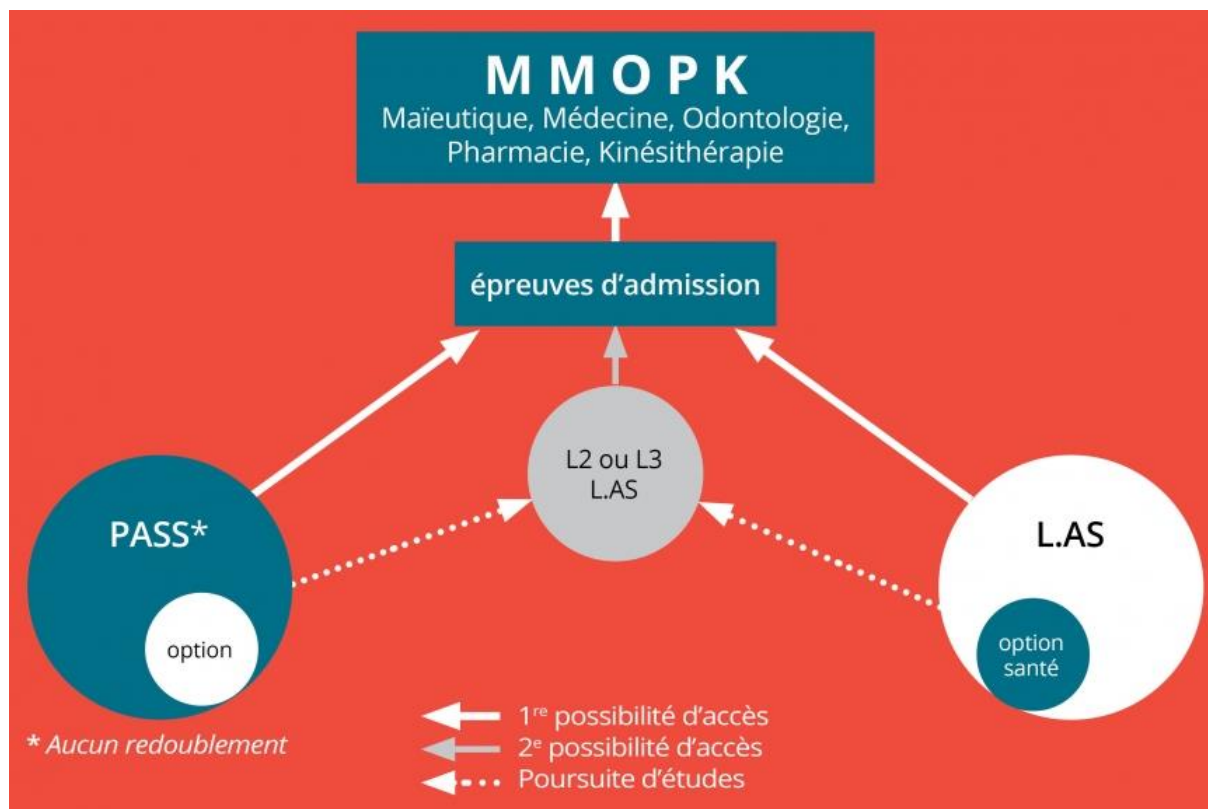 M M O P K
Maïeutique, Médecine, Odontologie,
Pharmacie, Kinésithérapie
épreuves d'admission
L2 ou L3
L.AS
PASS*
option
L.AS
option
santé
* Aucun redoublement
1re possibilité d'accès
2e possibilité d'accès
Poursuite d'études